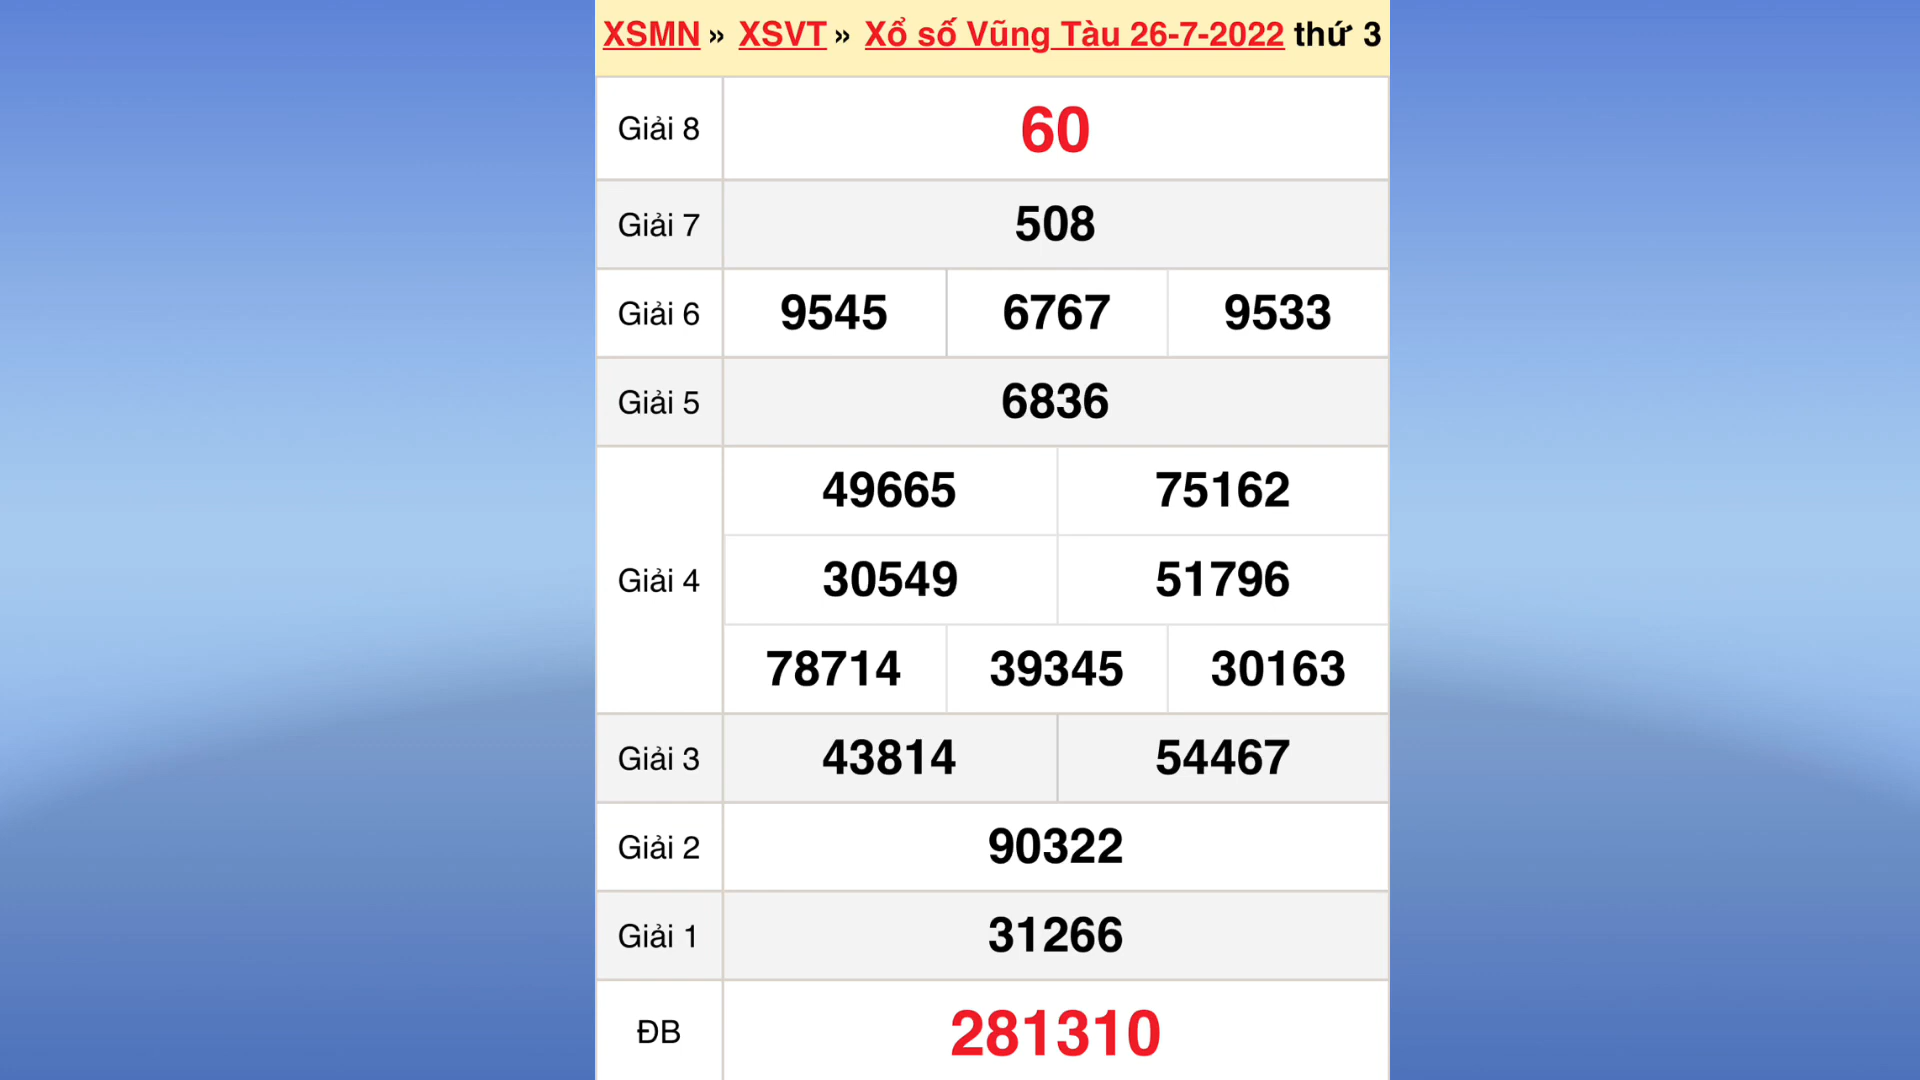 XSMN » XSVT » Xổ số Vũng Tàu 26-7-2022 thứ 3
Giải 8 60
Giải 7 508
Giải 6 9545 6767 9533
Giải 5 6836
Giải 4 49665 75162
30549 51796
78714 39345 30163
Giải 3 43814 54467
Giải 2 90322
Giải 1 31266
ĐB 281310